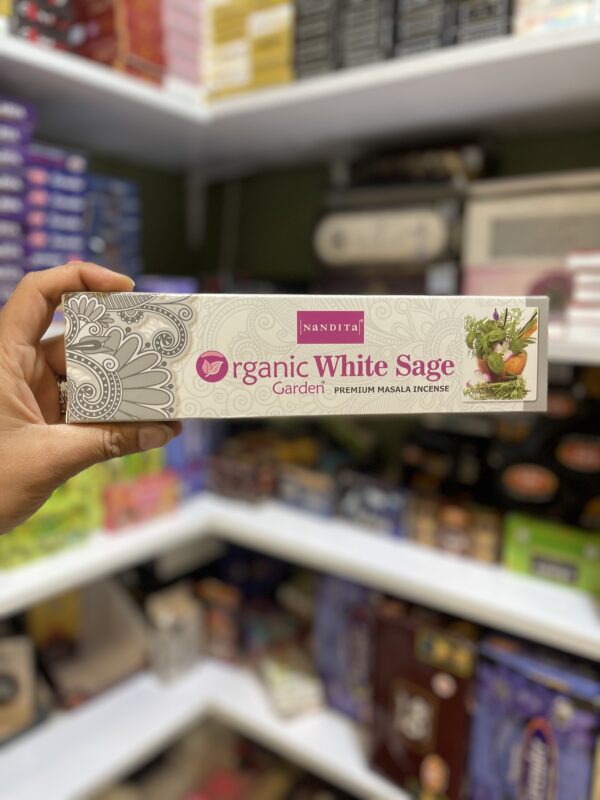 NANDITA®
Organic White Sage
Garden® PREMIUM MASALA INCENSE